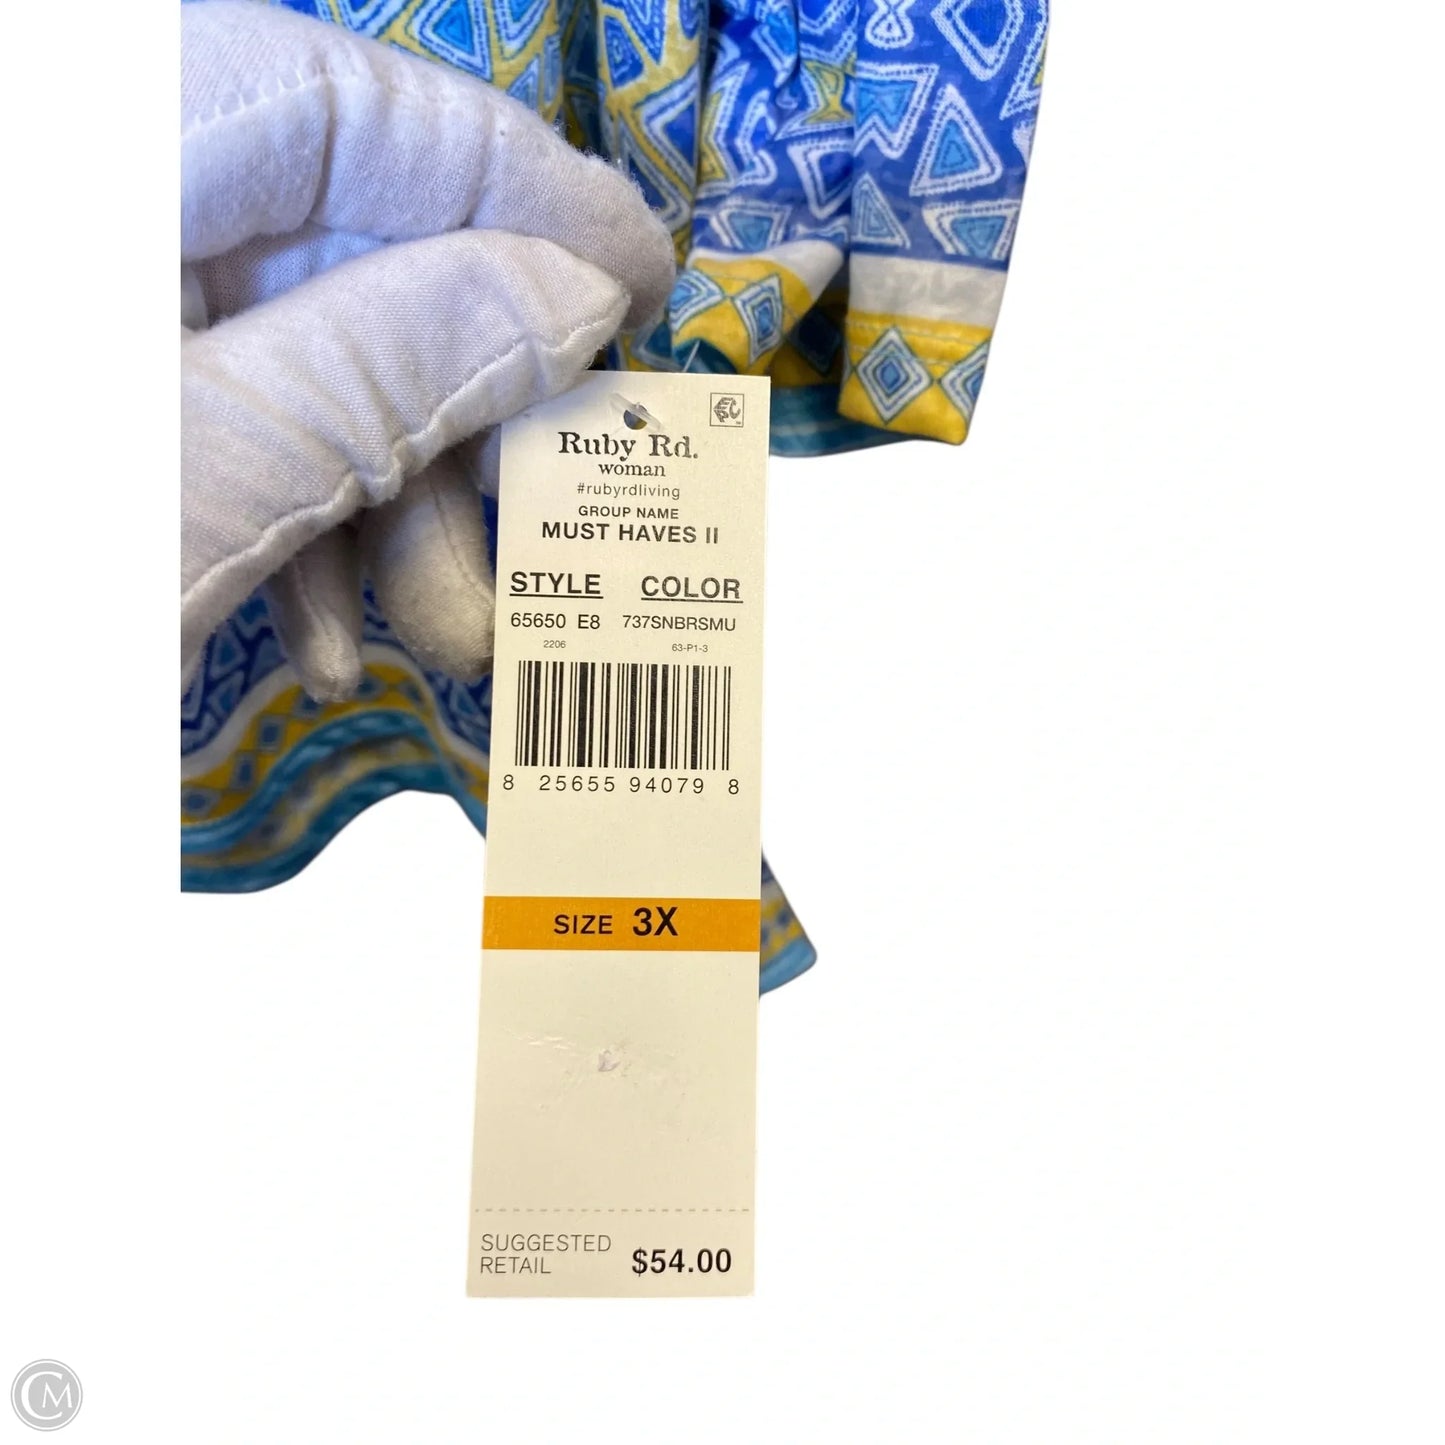 Ruby Rd.
woman
#rubyrdliving
GROUP NAME
MUST HAVES II
STYLE COLOR
65650 E8 737SNBRSMU
2206 63-P1-3
8 25655 94079 8
SIZE 3X
SUGGESTED
RETAIL $54.00
CM